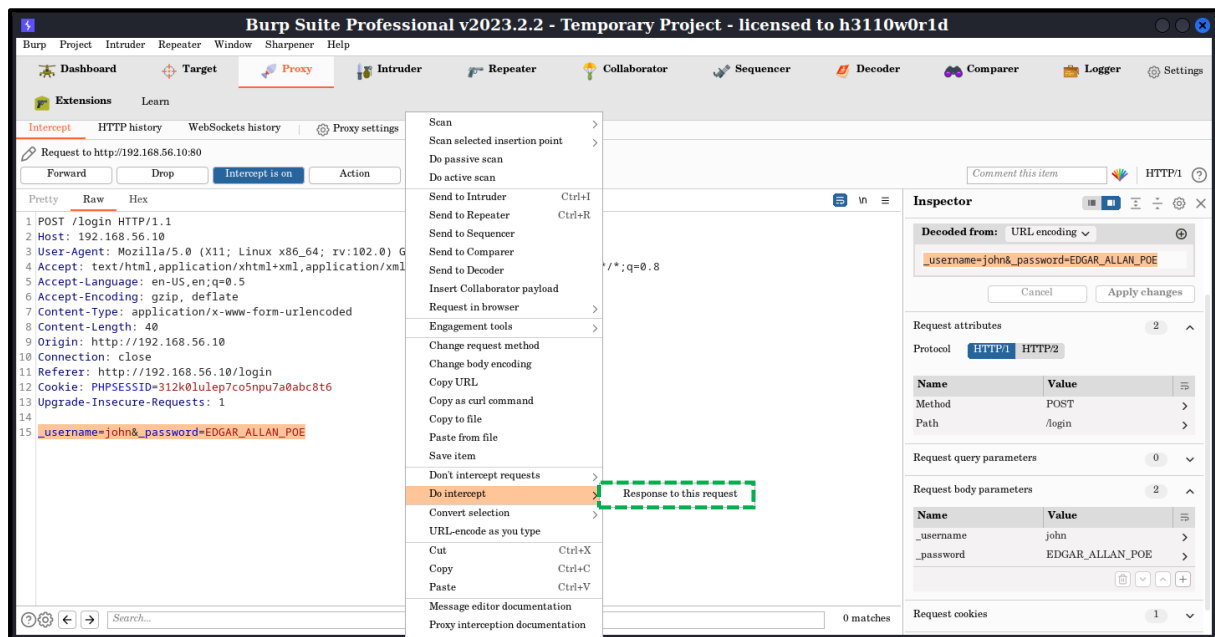 Burp Suite Professional v2023.2.2 - Temporary Project - licensed to h3110w0r1d
Burp Project Intruder Repeater Window Sharpener Help
Dashboard Target Proxy Intruder Repeater Collaborator Sequencer Decoder Comparer Logger Settings
Extensions Learn
Intercept HTTP history WebSockets history Proxy settings
Request to http://192.168.56.10:80
Forward Drop Intercept is on Action Comment this item HTTP/1
Pretty Raw Hex \n
1 POST /login HTTP/1.1
2 Host: 192.168.56.10
3 User-Agent: Mozilla/5.0 (X11; Linux x86_64; rv:102.0) G
4 Accept: text/html,application/xhtml+xml,application/xml */*;q=0.8
5 Accept-Language: en-US,en;q=0.5
6 Accept-Encoding: gzip, deflate
7 Content-Type: application/x-www-form-urlencoded
8 Content-Length: 40
9 Origin: http://192.168.56.10
10 Connection: close
11 Referer: http://192.168.56.10/login
12 Cookie: PHPSESSID=312k0lulep7co5npu7a0abc8t6
13 Upgrade-Insecure-Requests: 1
14
15 _username=john&_password=EDGAR_ALLAN_POE
Scan
Scan selected insertion point
Do passive scan
Do active scan
Send to Intruder Ctrl+I
Send to Repeater Ctrl+R
Send to Sequencer
Send to Comparer
Send to Decoder
Insert Collaborator payload
Request in browser
Engagement tools
Change request method
Change body encoding
Copy URL
Copy as curl command
Copy to file
Paste from file
Save item
Don't intercept requests
Do intercept
Response to this request
Convert selection
URL-encode as you type
Cut Ctrl+X
Copy Ctrl+C
Paste Ctrl+V
Message editor documentation
Proxy interception documentation
Inspector
Decoded from: URL encoding
_username=john&_password=EDGAR_ALLAN_POE
Cancel Apply changes
Request attributes 2
Protocol HTTP/1 HTTP/2
Name Value
Method POST
Path /login
Request query parameters 0
Request body parameters 2
Name Value
_username john
_password EDGAR_ALLAN_POE
Request cookies 1
Search... 0 matches